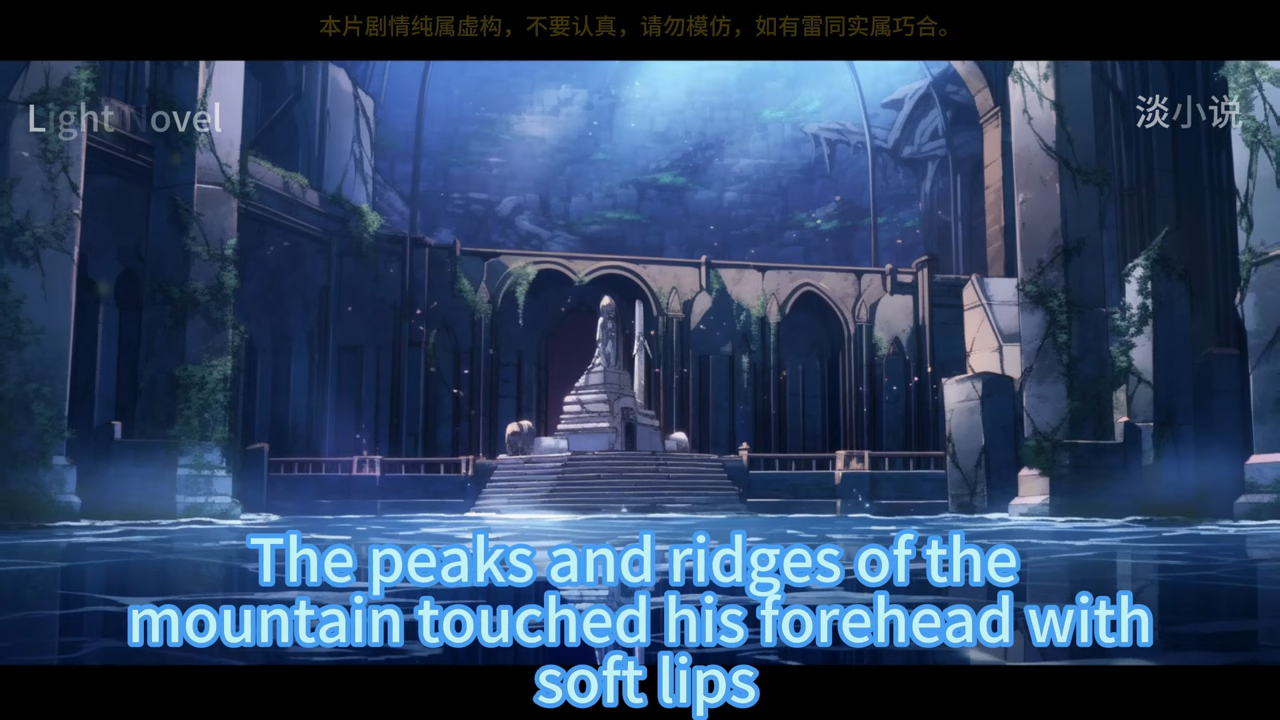 本片剧情纯属虚构，不要认真，请勿模仿，如有雷同实属巧合。
Light Novel
淡小说
The peaks and ridges of the
mountain touched his forehead with
soft lips